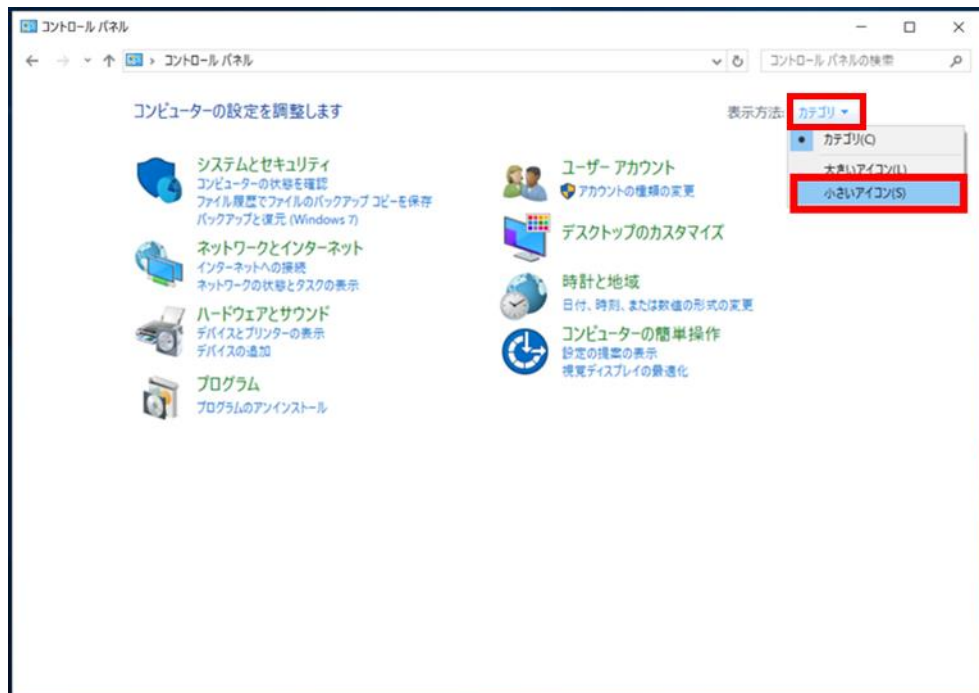 コントロール パネル
コントロール パネル
コントロール パネルの検索
コンピューターの設定を調整します
表示方法:
カテゴリ
カテゴリ(C)
大きいアイコン(L)
小さいアイコン(S)
システムとセキュリティ
コンピューターの状態を確認
ファイル履歴でファイルのバックアップ コピーを保存
バックアップと復元 (Windows 7)
ネットワークとインターネット
インターネットへの接続
ネットワークの状態とタスクの表示
ハードウェアとサウンド
デバイスとプリンターの表示
デバイスの追加
プログラム
プログラムのアンインストール
ユーザー アカウント
アカウントの種類の変更
デスクトップのカスタマイズ
時計と地域
日付、時刻、または数値の形式の変更
コンピューターの簡単操作
設定の提案の表示
視覚ディスプレイの最適化